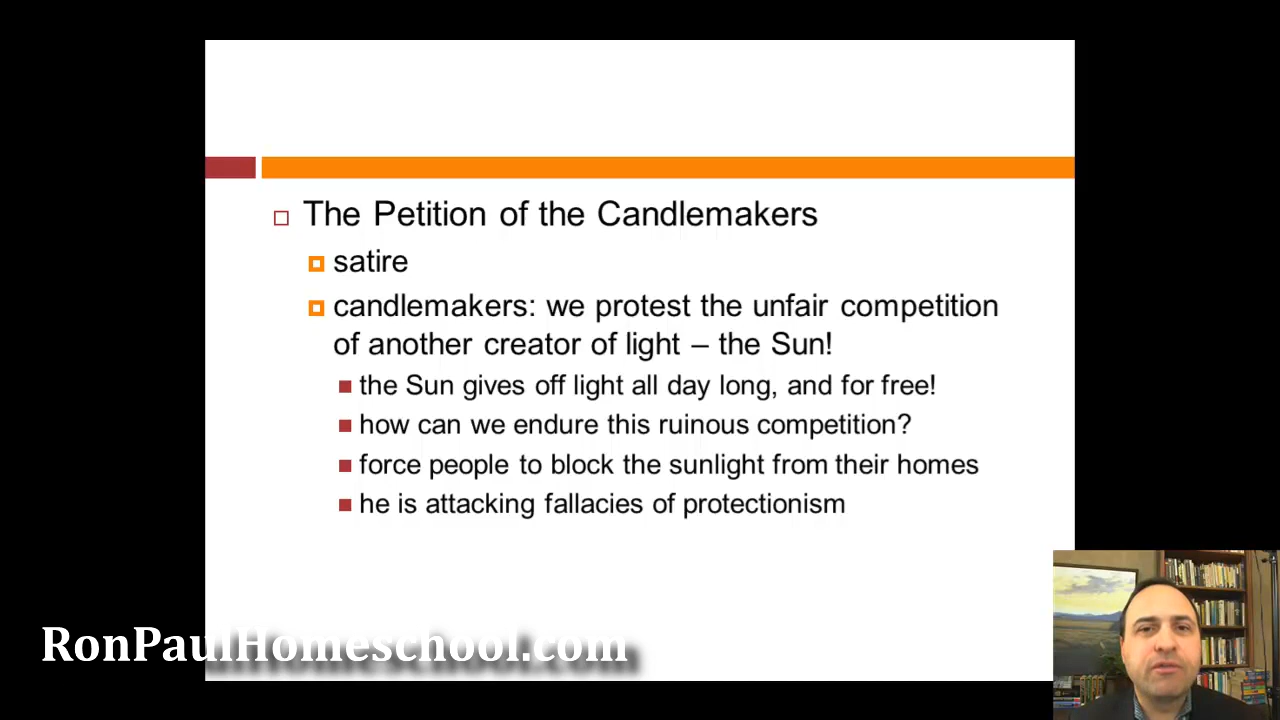 The Petition of the Candlemakers
satire
candlemakers: we protest the unfair competition
of another creator of light – the Sun!
the Sun gives off light all day long, and for free!
how can we endure this ruinous competition?
force people to block the sunlight from their homes
he is attacking fallacies of protectionism
RonPaulHomeschool.com